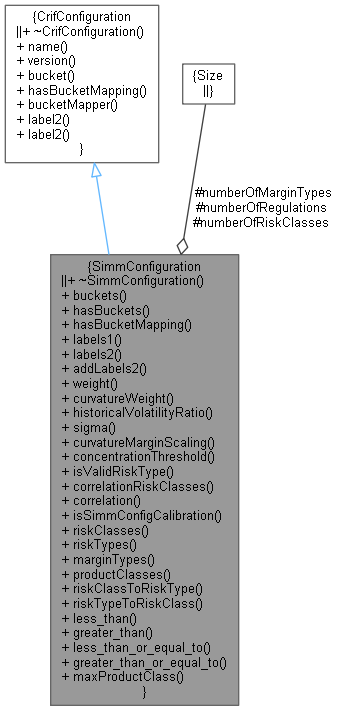 {CrifConfiguration
||+ ~CrifConfiguration()
+ name()
+ version()
+ bucket()
+ hasBucketMapping()
+ bucketMapper()
+ label2()
+ label2()
}
{Size
||}
#numberOfMarginTypes
#numberOfRegulations
#numberOfRiskClasses
{SimmConfiguration
||+ ~SimmConfiguration()
+ buckets()
+ hasBuckets()
+ hasBucketMapping()
+ labels1()
+ labels2()
+ addLabels2()
+ weight()
+ curvatureWeight()
+ historicalVolatilityRatio()
+ sigma()
+ curvatureMarginScaling()
+ concentrationThreshold()
+ isValidRiskType()
+ correlationRiskClasses()
+ correlation()
+ isSimmConfigCalibration()
+ riskClasses()
+ riskTypes()
+ marginTypes()
+ productClasses()
+ riskClassToRiskType()
+ riskTypeToRiskClass()
+ less_than()
+ greater_than()
+ less_than_or_equal_to()
+ greater_than_or_equal_to()
+ maxProductClass()
}